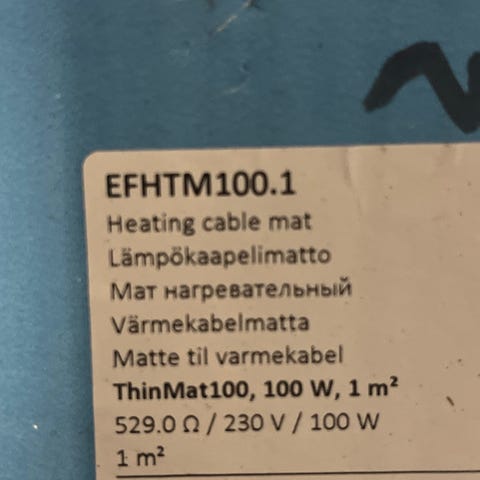 EFHTM100.1
Heating cable mat
Lämpökaapelimatto
Мат нагревательный
Värmekabelmatta
Matte til varmekabel
ThinMat100, 100 W, 1 m²
529.0 Ω / 230 V / 100 W
1 m²